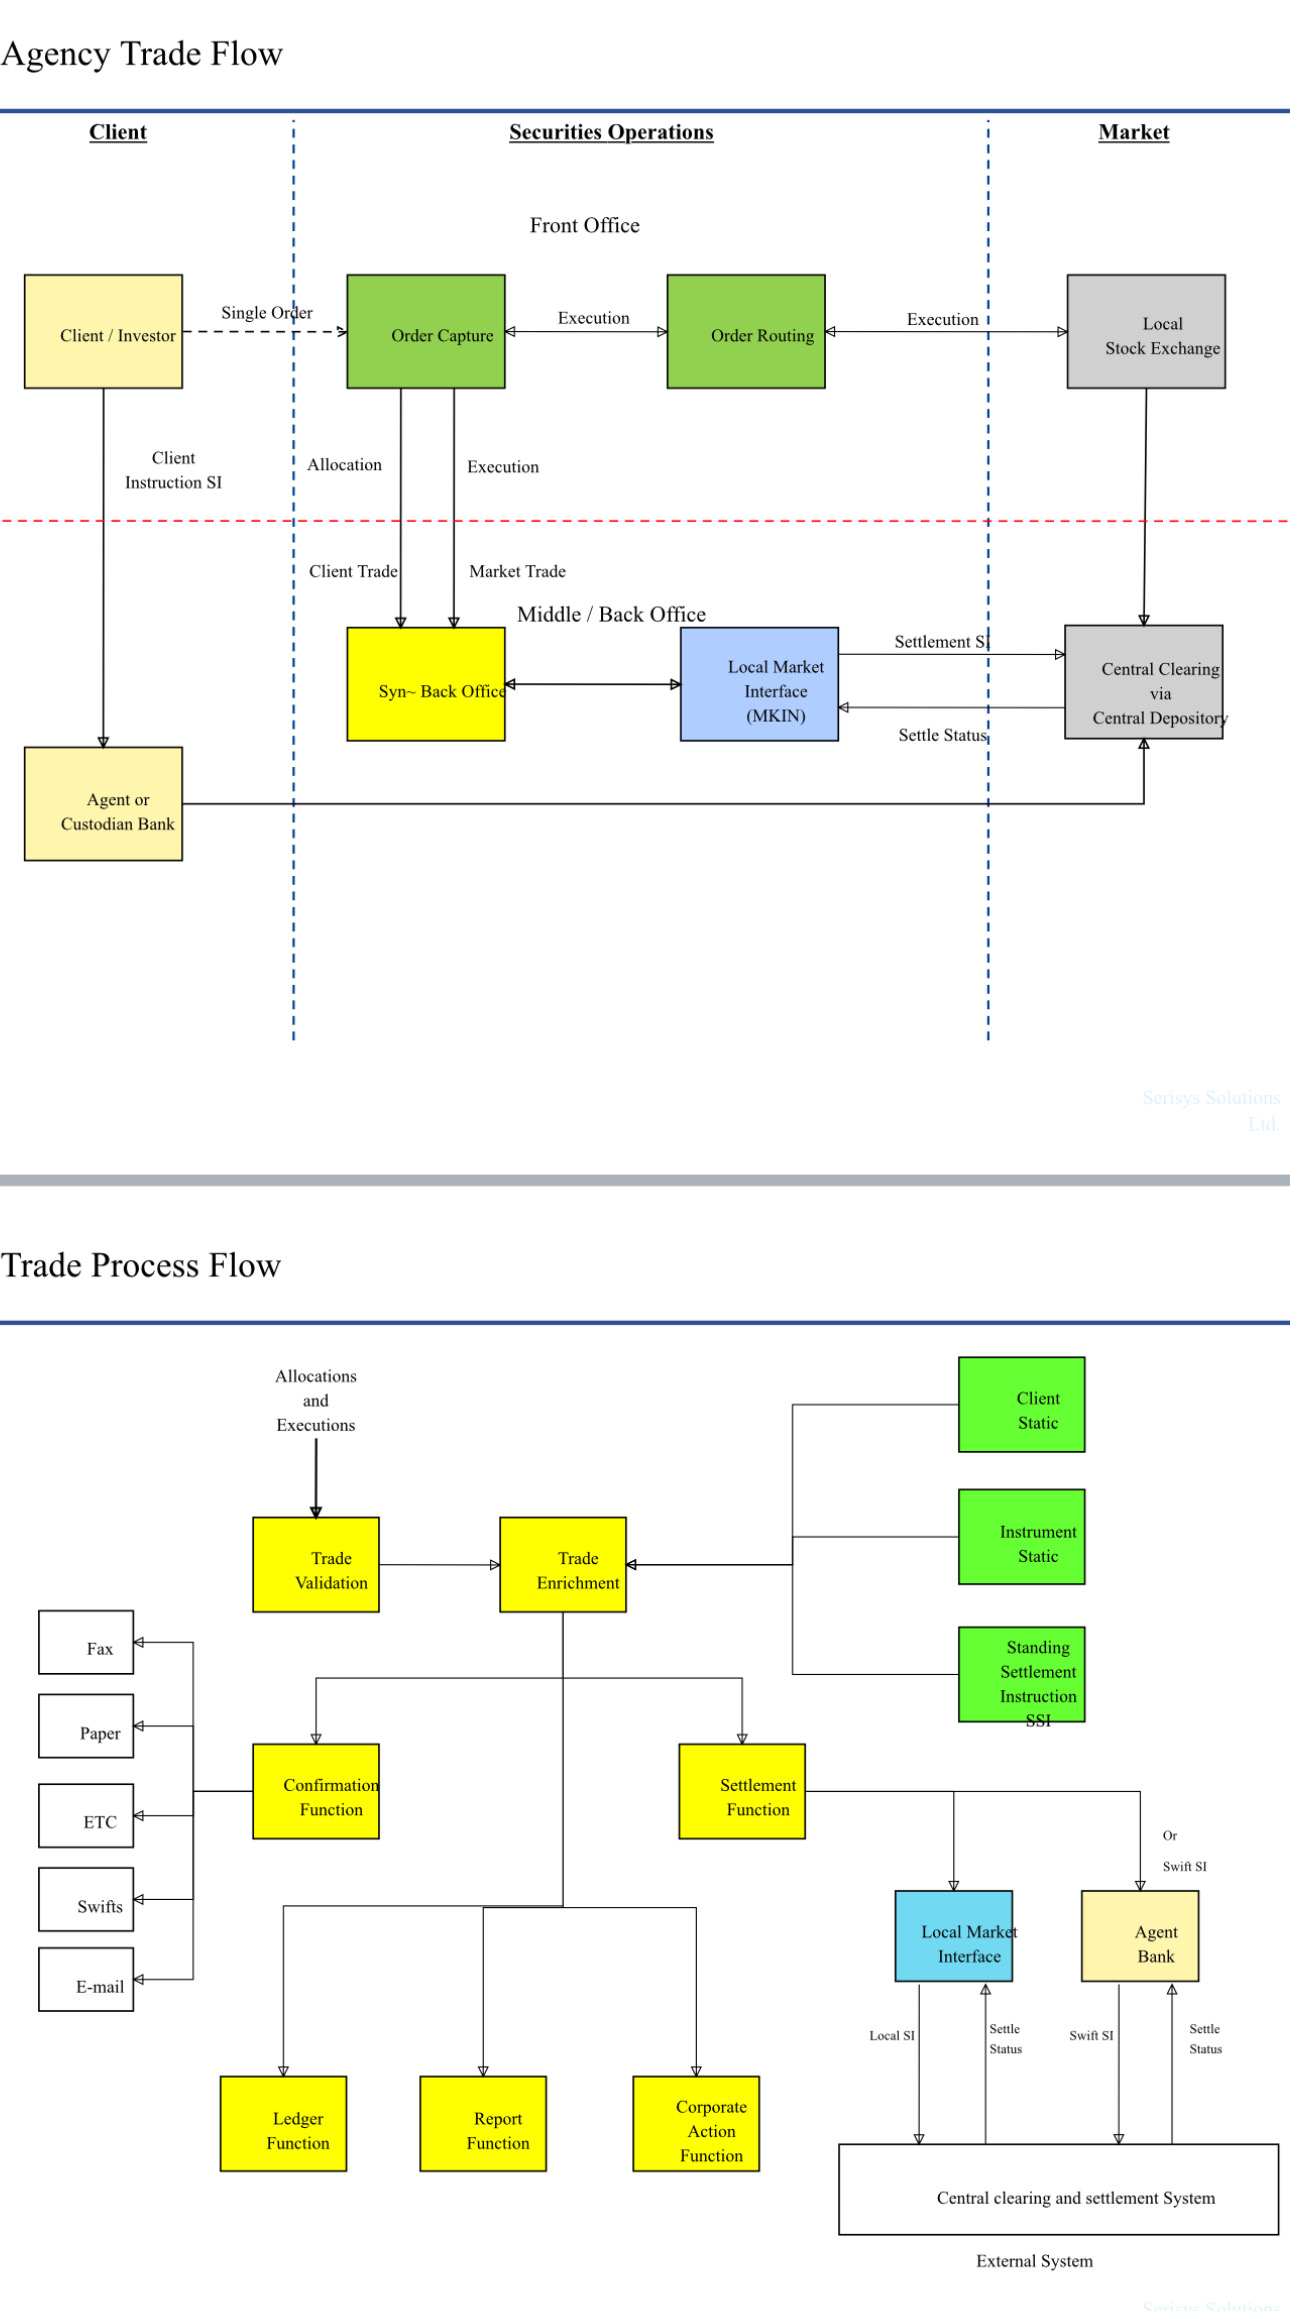 Agency Trade Flow
Client
Securities Operations
Market
Front Office
Client / Investor
Single Order
Order Capture
Execution
Order Routing
Execution
Local
Stock Exchange
Client
Instruction SI
Allocation
Execution
Client Trade
Market Trade
Middle / Back Office
Syn~ Back Office
Local Market
Interface
(MKIN)
Settlement SI
Settle Status
Central Clearing
via
Central Depository
Agent or
Custodian Bank
Serisys Solutions
Ltd.
Trade Process Flow
Allocations
and
Executions
Client
Static
Instrument
Static
Standing
Settlement
Instruction
SSI
Trade
Validation
Trade
Enrichment
Fax
Paper
ETC
Swifts
E-mail
Confirmation
Function
Settlement
Function
Or
Swift SI
Local Market
Interface
Agent
Bank
Local SI
Settle
Status
Swift SI
Settle
Status
Ledger
Function
Report
Function
Corporate
Action
Function
Central clearing and settlement System
External System
Serisys Solutions